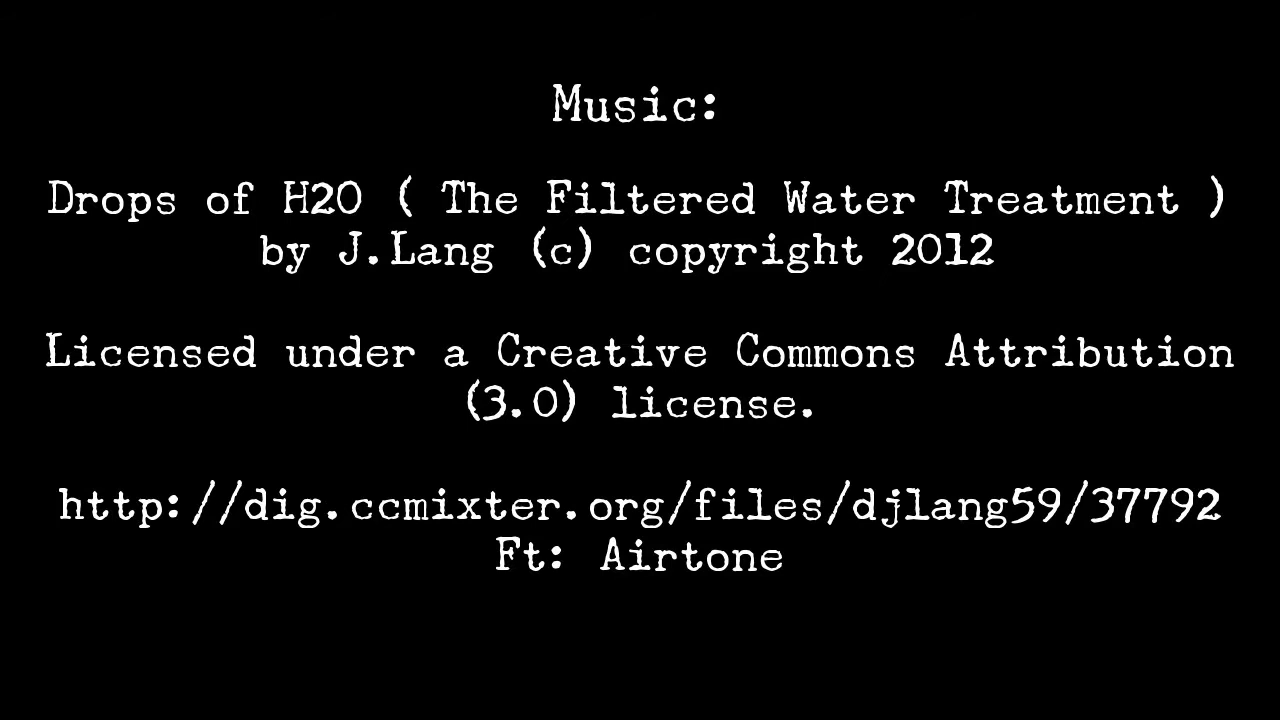 Music:
Drops of H2O ( The Filtered Water Treatment )
by J.Lang (c) copyright 2012
Licensed under a Creative Commons Attribution
(3.0) license.
http://dig.ccmixter.org/files/djlang59/37792
Ft: Airtone